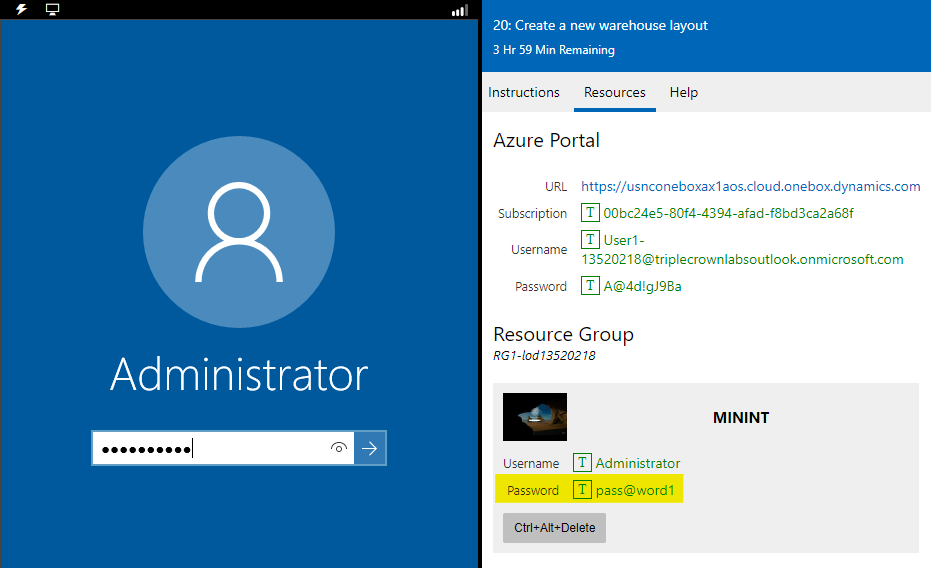 Administrator
20: Create a new warehouse layout
3 Hr 59 Min Remaining
Instructions
Resources
Help
Azure Portal
URL https://usnconeboxax1aos.cloud.onebox.dynamics.com
Subscription T 00bc24e5-80f4-4394-afad-f8bd3ca2a68f
Username T User1-
13520218@triplecrownlabsoutlook.onmicrosoft.com
Password T A@4d!gJ9Ba
Resource Group
RG1-lod13520218
MININT
Username T Administrator
Password T pass@word1
Ctrl+Alt+Delete